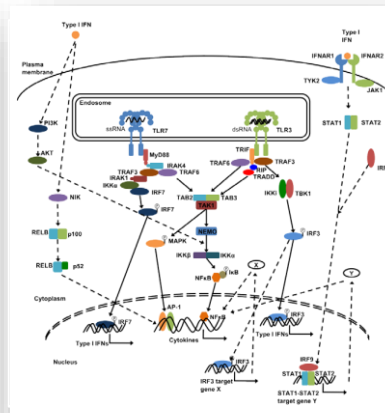 Type I IFN
Plasma
membrane
Type I
IFN
IFNAR1
IFNAR2
TYK2
JAK1
Endosome
ssRNA
TLR7
dsRNA
TLR3
PI3K
AKT
MyD88
IRAK4
TRAF3
TRAF6
IRAK1
IKKα
IRF7
TRIF
TRAF6
TRAF3
RIP
TRADD
STAT1
STAT2
NIK
IRF7
TAB2
TAB3
TAK1
IKKi
TBK1
RELB
p100
MAPK
NEMO
IRF3
IKKβ
IKKα
RELB
p52
IκB
NFκB
X
Y
Cytoplasm
AP-1
NFκB
IRF7
Type I IFNs
Cytokines
IRF3
Type I IFNs
Nucleus
IRF3
IRF3 target
gene X
IRF9
STAT1
STAT2
STAT1-STAT2
target gene Y